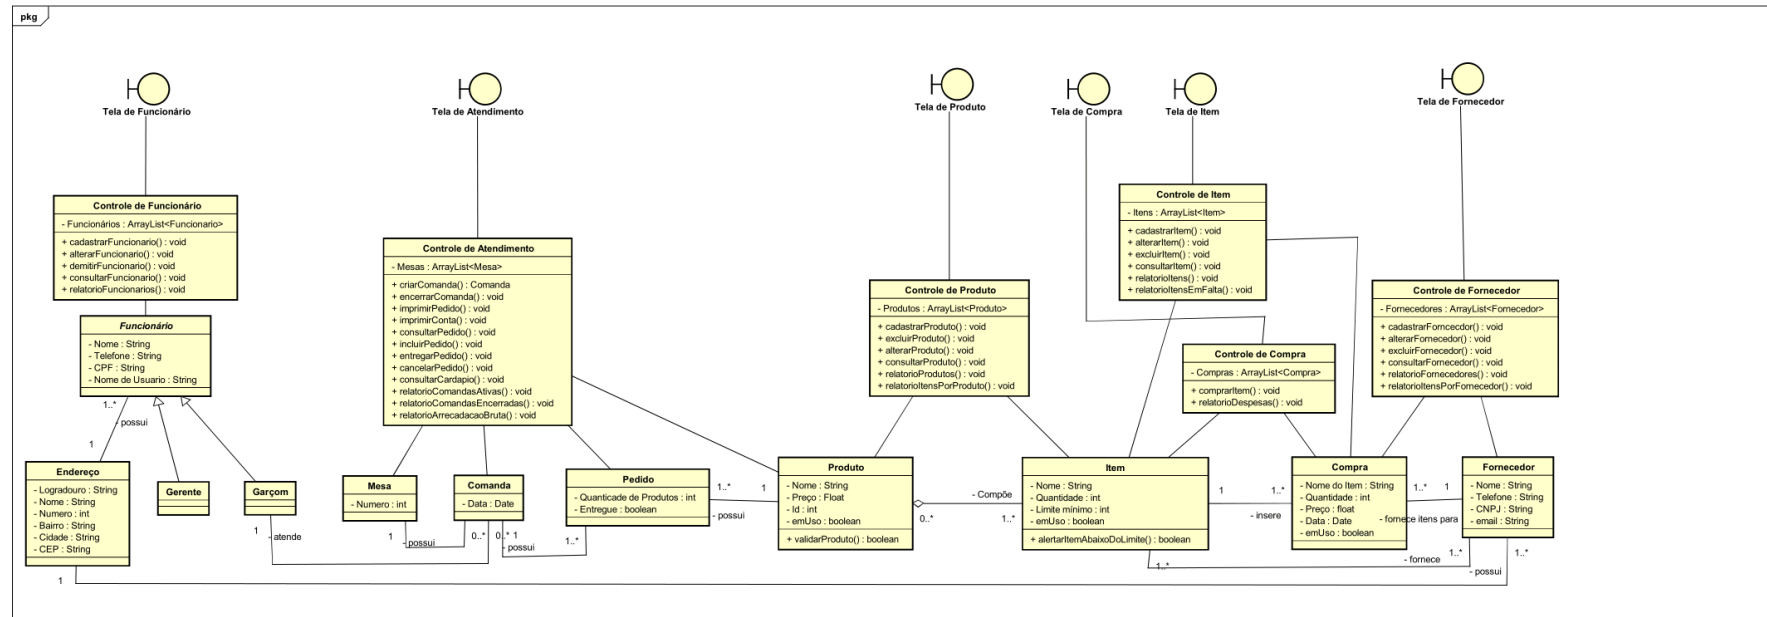 pkg
Tela de Funcionário
Tela de Atendimento
Tela de Produto
Tela de Compra
Tela de Item
Tela de Fornecedor
Controle de Funcionário
- Funcionários : ArrayList<Funcionario>
+ cadastrarFuncionario() : void
+ alterarFuncionario() : void
+ demitirFuncionario() : void
+ consultarFuncionario() : void
+ relatorioFuncionarios() : void
Controle de Atendimento
- Mesas : ArrayList<Mesa>
+ criarComanda() : Comanda
+ encerrarComanda() : void
+ imprimirPedido() : void
+ imprimirConta() : void
+ consultarPedido() : void
+ incluirPedido() : void
+ entregarPedido() : void
+ cancelarPedido() : void
+ consultarCardapio() : void
+ relatorioComandasAtivas() : void
+ relatorioComandasEncerradas() : void
+ relatorioArrecadacaoBruta() : void
Controle de Produto
- Produtos : ArrayList<Produto>
+ cadastrarProduto() : void
+ excluirProduto() : void
+ alterarProduto() : void
+ consultarProduto() : void
+ relatorioProdutos() : void
+ relatorioItensPorProduto() : void
Controle de Item
- Itens : ArrayList<Item>
+ cadastrarItem() : void
+ alterarItem() : void
+ excluirItem() : void
+ consultarItem() : void
+ relatorioItens() : void
+ relatorioItensEmFalta() : void
Controle de Compra
- Compras : ArrayList<Compra>
+ comprarItem() : void
+ relatorioDespesas() : void
Controle de Fornecedor
- Fornecedores : ArrayList<Fornecedor>
+ cadastrarForncecdor() : void
+ alterarFornecedor() : void
+ excluirFornecedor() : void
+ consultarFornecedor() : void
+ relatorioFornecedores() : void
+ relatorioItensPorFornecedor() : void
Funcionário
- Nome : String
- Telefone : String
- CPF : String
- Nome de Usuario : String
1..*
- possui
1
Endereço
- Logradouro : String
- Nome : String
- Numero : int
- Bairro : String
- Cidade : String
- CEP : String
1
Gerente
Garçom
1
- atende
0..*
Mesa
- Numero : int
1
- possui
0..*
Comanda
- Data : Date
1
- possui
1..*
Pedido
- Quanticade de Produtos : int
- Entregue : boolean
1..*
- possui
1
Produto
- Nome : String
- Preço : Float
- Id : int
- emUso : boolean
+ validarProduto() : boolean
0..*
- Compõe
1..*
Item
- Nome : String
- Quantidade : int
- Limite mínimo : int
- emUso : boolean
+ alertarItemAbaixoDoLimite() : boolean
1
- insere
1..*
1..*
- fornece
1..*
Compra
- Nome do Item : String
- Quantidade : int
- Preço : float
- Data : Date
- emUso : boolean
1..*
- fornece itens para
1
Fornecedor
- Nome : String
- Telefone : String
- CNPJ : String
- email : String
1..*
- possui